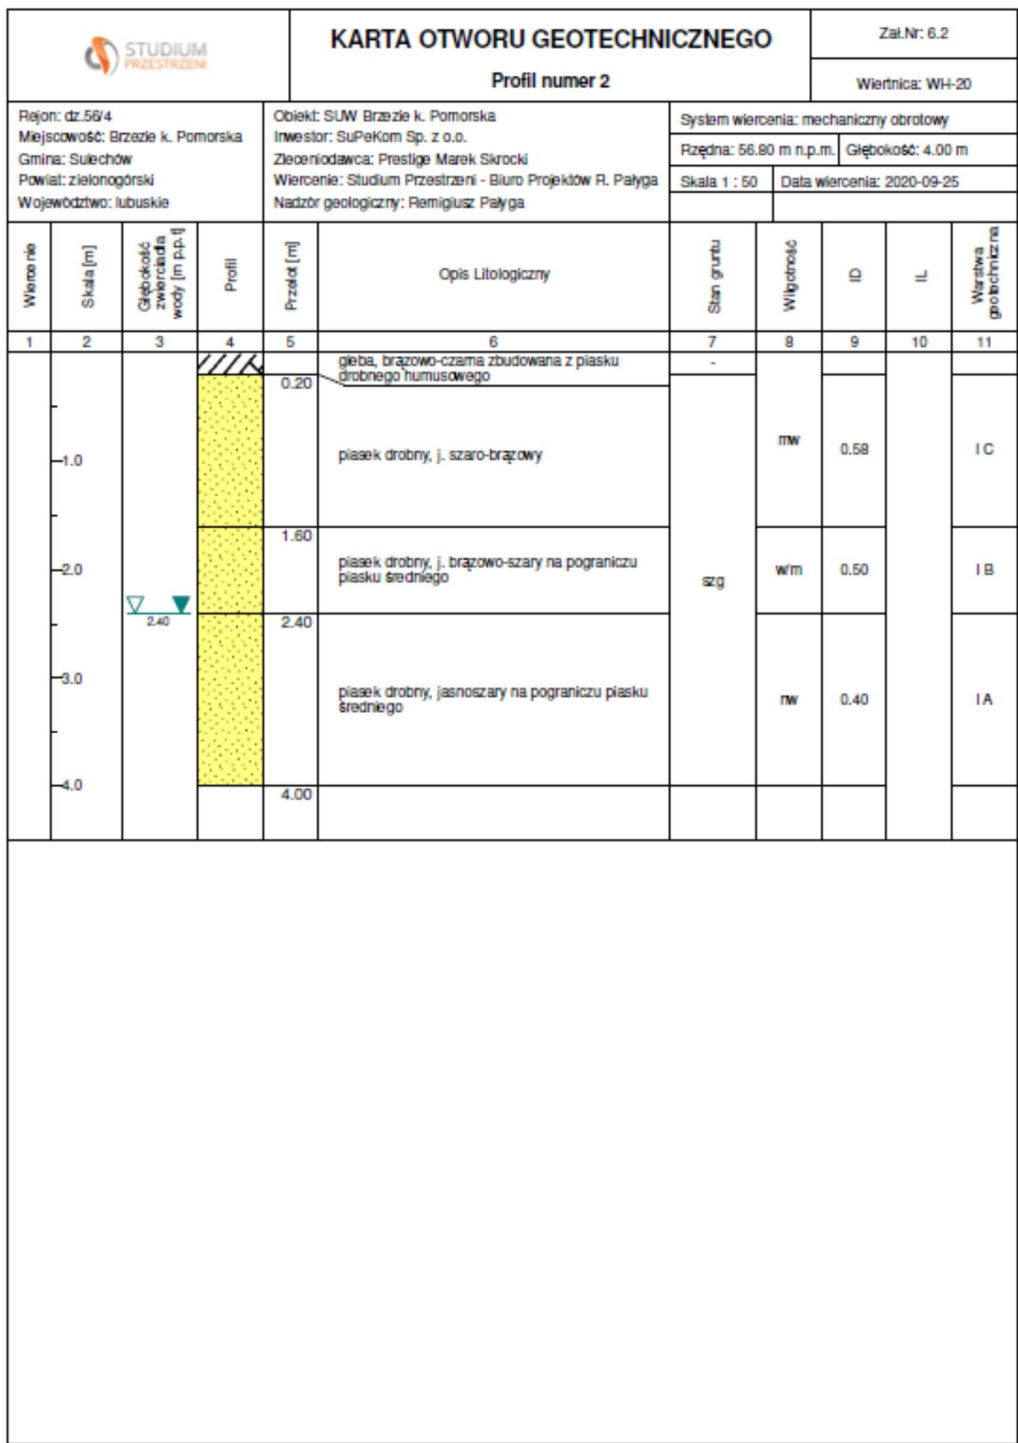 STUDIUM
PRZESTRZENI
KARTA OTWORU GEOTECHNICZNEGO
Profil numer 2
Zał.Nr: 6.2
Wiertnica: WH-20
Rejon: dz.56/4
Miejscowość: Brzezie k. Pomorska
Gmina: Sulechów
Powiat: zielonogórski
Województwo: lubuskie
Obiekt: SUW Brzezie k. Pomorska
Inwestor: SuPeKom Sp. z o.o.
Zleceniodawca: Prestige Marek Skrocki
Wiercenie: Studium Przestrzeni - Biuro Projektów R. Pałyga
Nadzór geologiczny: Remigiusz Pałyga
System wiercenia: mechaniczny obrotowy
Rzędna: 56.80 m n.p.m. Głębokość: 4.00 m
Skala 1 : 50 Data wiercenia: 2020-09-25
Wiercenie
Skala [m]
Głębokość
zwierciadła
wody [m p.p.t]
Profil
Przelot [m]
Opis Litologiczny
Stan gruntu
Wilgotność
ID
IL
Warstwa
geotechniczna
1 2 3 4 5 6 7 8 9 10 11
gleba, brązowo-czarna zbudowana z piasku
drobnego humusowego
-
0.20
-1.0
piasek drobny, j. szaro-brązowy
mw
0.58
I C
1.60
-2.0
piasek drobny, j. brązowo-szary na pograniczu
piasku średniego
szg
w/m
0.50
I B
2.40
2.40
-3.0
piasek drobny, jasnoszary na pograniczu piasku
średniego
nw
0.40
I A
-4.0
4.00